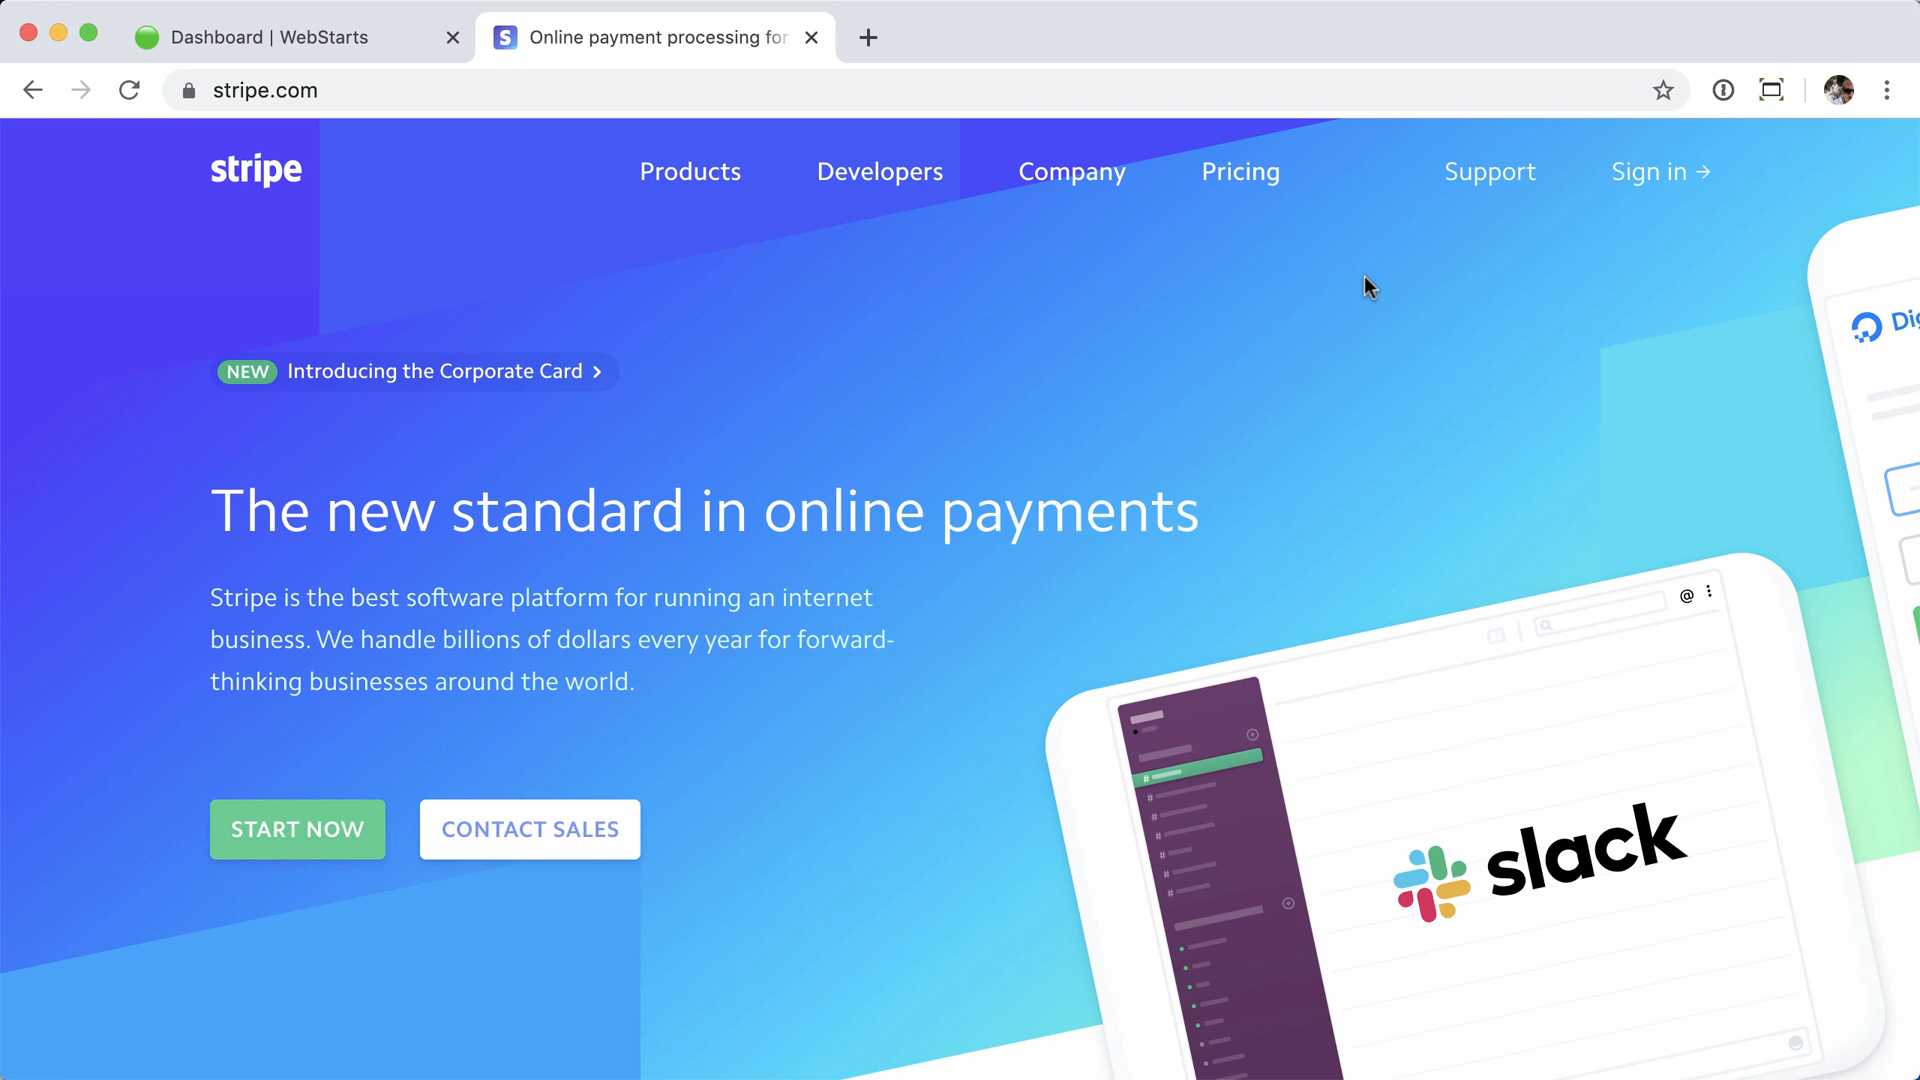 Dashboard | WebStarts
Online payment processing for
stripe.com
stripe
Products
Developers
Company
Pricing
Support
Sign in →
NEW Introducing the Corporate Card >
The new standard in online payments
Stripe is the best software platform for running an internet
business. We handle billions of dollars every year for forward-
thinking businesses around the world.
START NOW
CONTACT SALES
slack